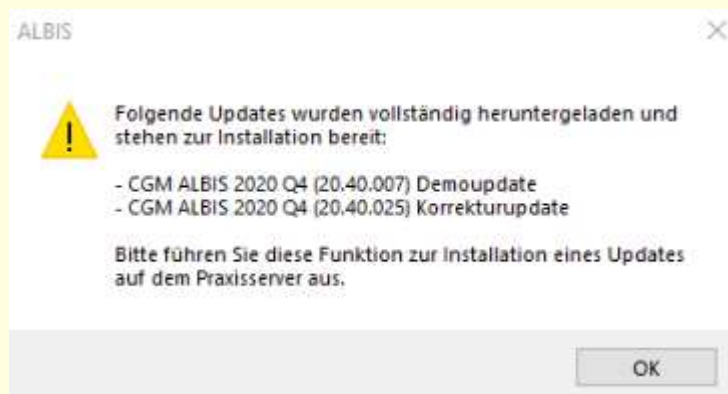 ALBIS
Folgende Updates wurden vollständig heruntergeladen und
stehen zur Installation bereit:
- CGM ALBIS 2020 Q4 (20.40.007) Demoupdate
- CGM ALBIS 2020 Q4 (20.40.025) Korrekturupdate
Bitte führen Sie diese Funktion zur Installation eines Updates
auf dem Praxisserver aus.
OK